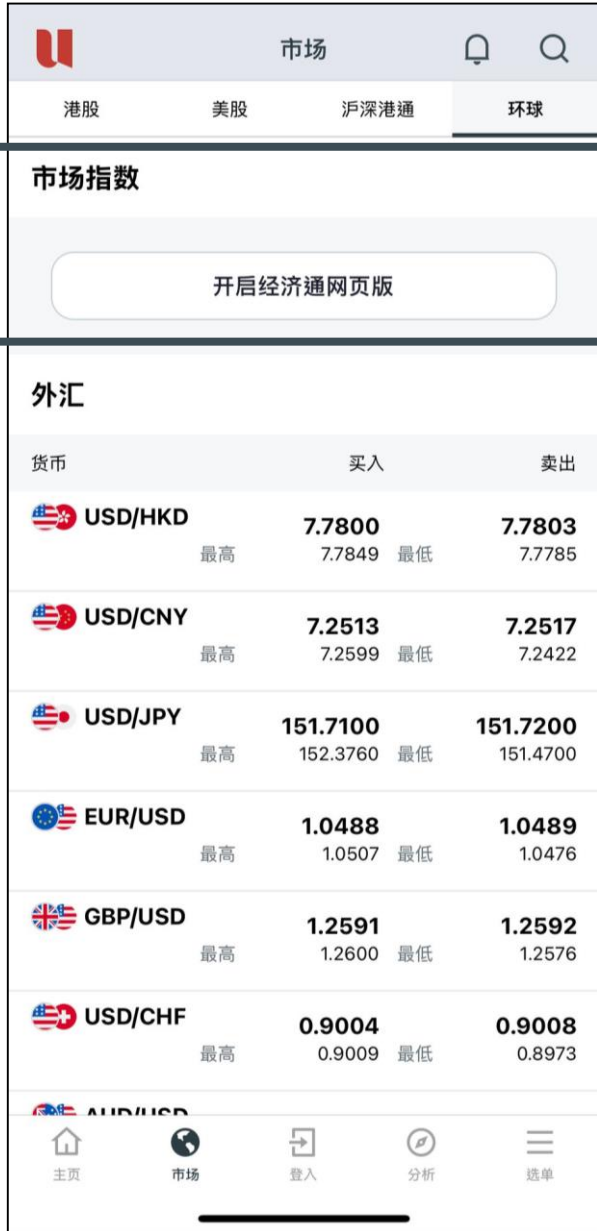 市场
港股 美股 沪深港通 环球
市场指数
开启经济通网页版
外汇
货币 买入 卖出
USD/HKD 7.7800 7.7803
最高 7.7849 最低 7.7785
USD/CNY 7.2513 7.2517
最高 7.2599 最低 7.2422
USD/JPY 151.7100 151.7200
最高 152.3760 最低 151.4700
EUR/USD 1.0488 1.0489
最高 1.0507 最低 1.0476
GBP/USD 1.2591 1.2592
最高 1.2600 最低 1.2576
USD/CHF 0.9004 0.9008
最高 0.9009 最低 0.8973
AUD/USD
主页 市场 登入 分析 选单